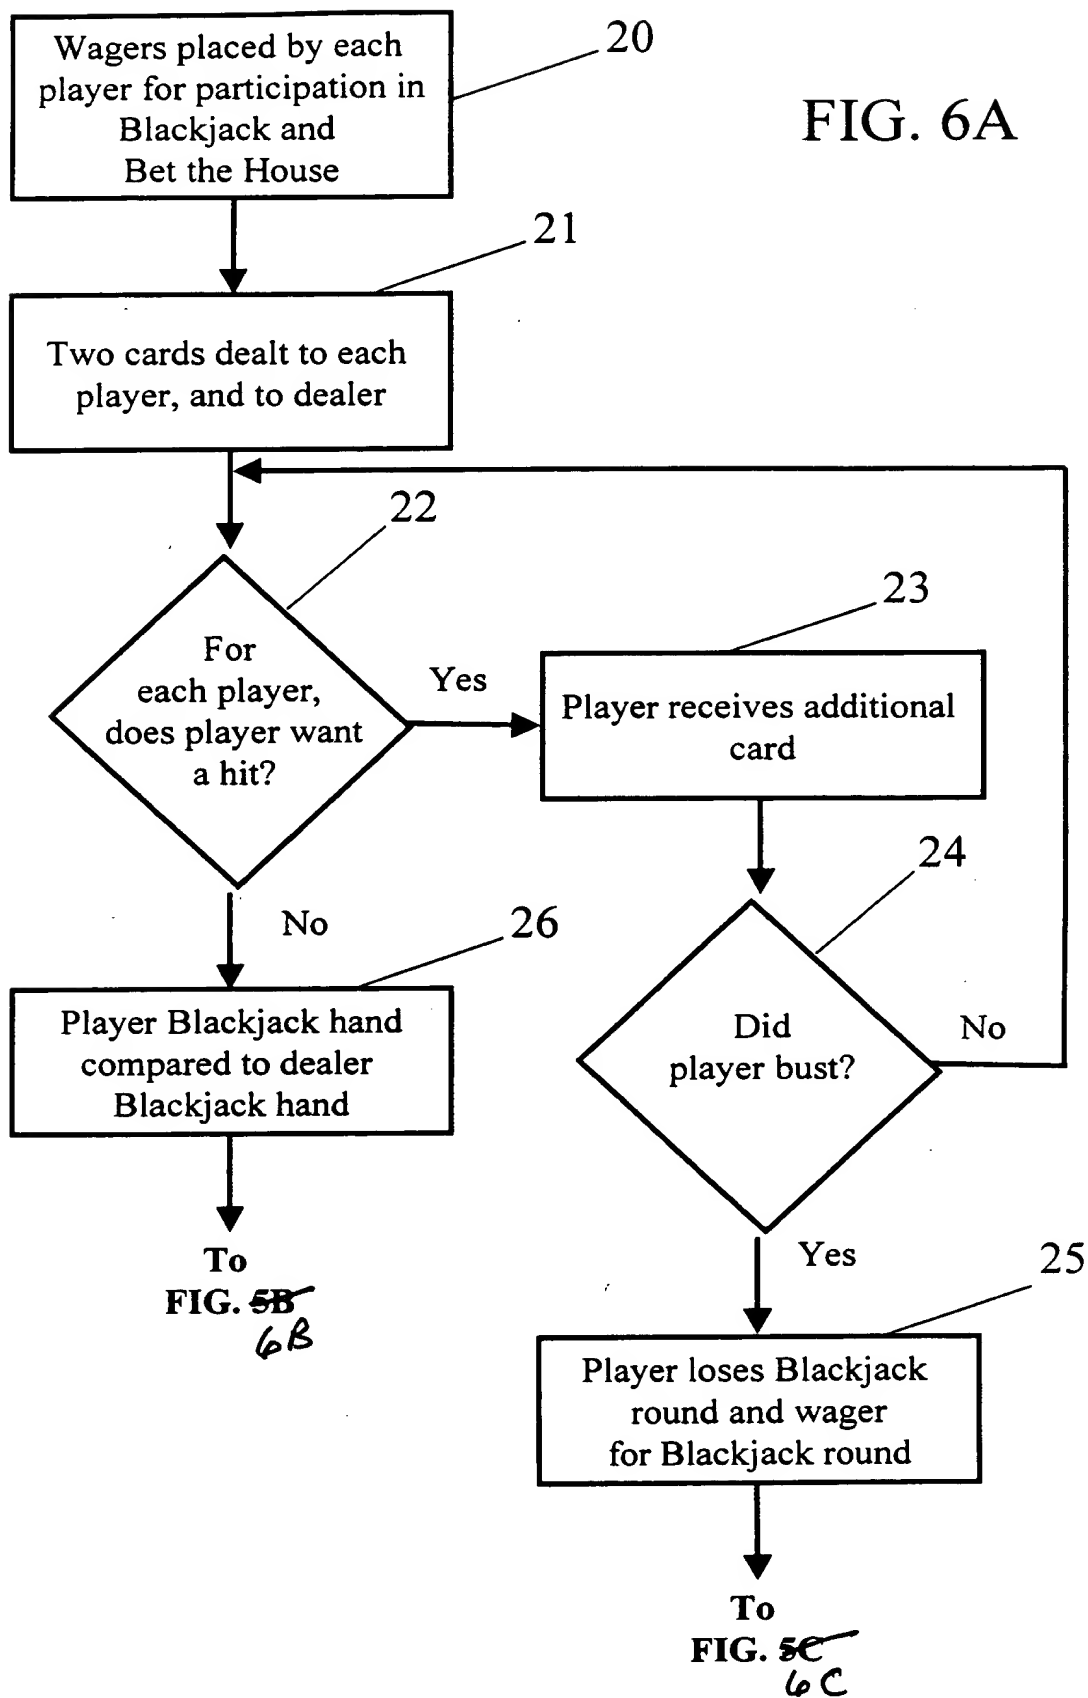 Wagers placed by each
player for participation in
Blackjack and
Bet the House
20
FIG. 6A
21
Two cards dealt to each
player, and to dealer
22
For
each player,
does player want
a hit?
Yes
23
Player receives additional
card
24
Did
player bust?
No
No
26
Player Blackjack hand
compared to dealer
Blackjack hand
To
FIG. 5B
6B
Yes
25
Player loses Blackjack
round and wager
for Blackjack round
To
FIG. 5C
6C